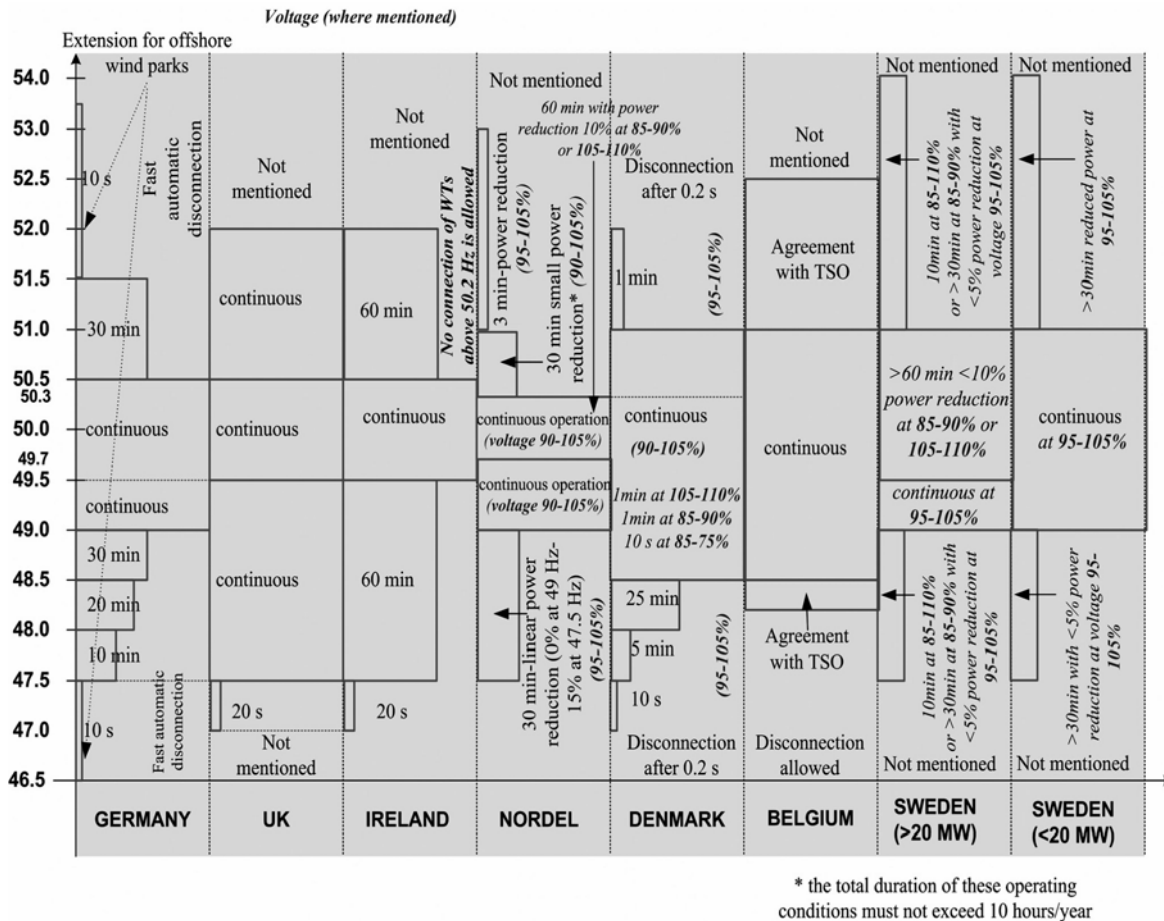 Voltage (where mentioned)
Extension for offshore
wind parks
54.0
53.0
52.5
52.0
51.5
51.0
50.5
50.3
50.0
49.7
49.5
49.0
48.5
48.0
47.5
47.0
46.5
10 s
Fast
automatic
disconnection
30 min
continuous
continuous
30 min
20 min
10 min
10 s
Fast automatic
disconnection
GERMANY
Not
mentioned
continuous
continuous
continuous
20 s
Not
mentioned
UK
Not
mentioned
60 min
No connection of WTs
above 50.2 Hz is allowed
continuous
60 min
20 s
IRELAND
Not mentioned
60 min with power
reduction 10% at 85-90%
or 105-110%
3 min-power reduction
(95-105%)
30 min small power
reduction* (90-105%)
continuous operation
(voltage 90-105%)
continuous operation
(voltage 90-105%)
30 min-linear power
reduction (0% at 49 Hz-
15% at 47.5 Hz)
(95-105%)
NORDEL
Disconnection
after 0.2 s
1 min
(95-105%)
continuous
(90-105%)
1min at 105-110%
1min at 85-90%
10 s at 85-75%
25 min
5 min
10 s
(95-105%)
Disconnection
after 0.2 s
DENMARK
Not
mentioned
Agreement
with TSO
continuous
Agreement
with TSO
Disconnection
allowed
BELGIUM
Not mentioned
10min at 85-110%
or >30min at 85-90% with
<5% power reduction at
voltage 95-105%
>60 min <10%
power reduction
at 85-90% or
105-110%
continuous at
95-105%
10min at 85-110%
or >30min at 85-90% with
<5% power reduction at
95-105%
Not mentioned
SWEDEN
(>20 MW)
Not mentioned
>30min reduced power at
95-105%
continuous
at 95-105%
>30min with <5% power
reduction at voltage 95-
105%
Not mentioned
SWEDEN
(<20 MW)
* the total duration of these operating
conditions must not exceed 10 hours/year